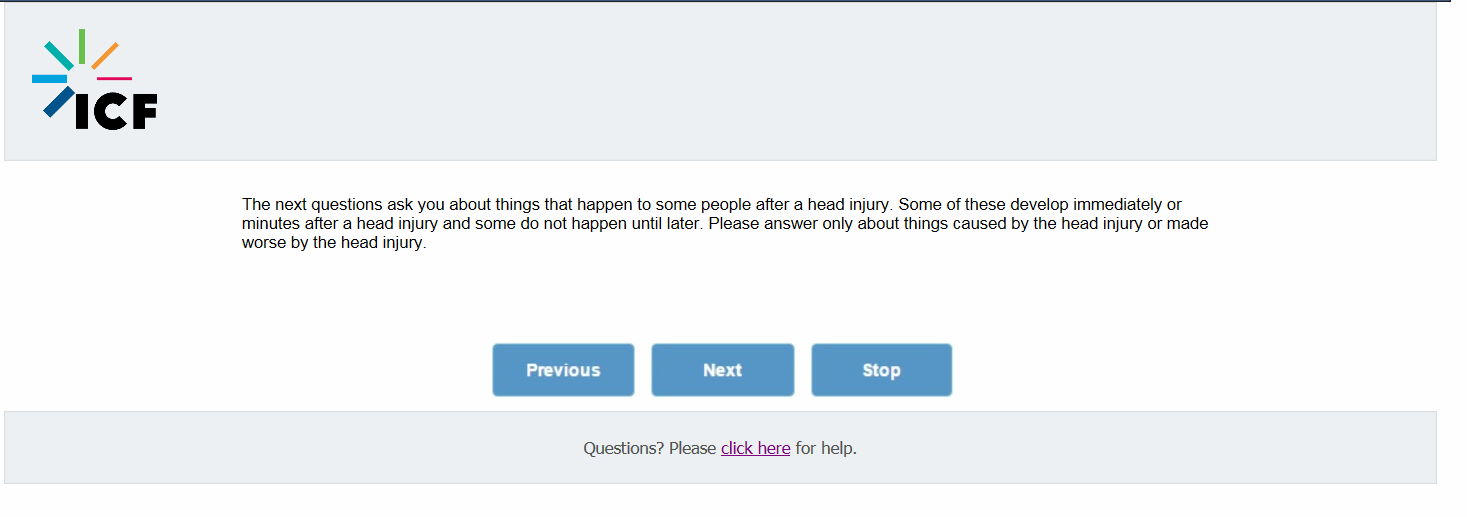 ICF
The next questions ask you about things that happen to some people after a head injury. Some of these develop immediately or
minutes after a head injury and some do not happen until later. Please answer only about things caused by the head injury or made
worse by the head injury.
Previous
Next
Stop
Questions? Please click here for help.